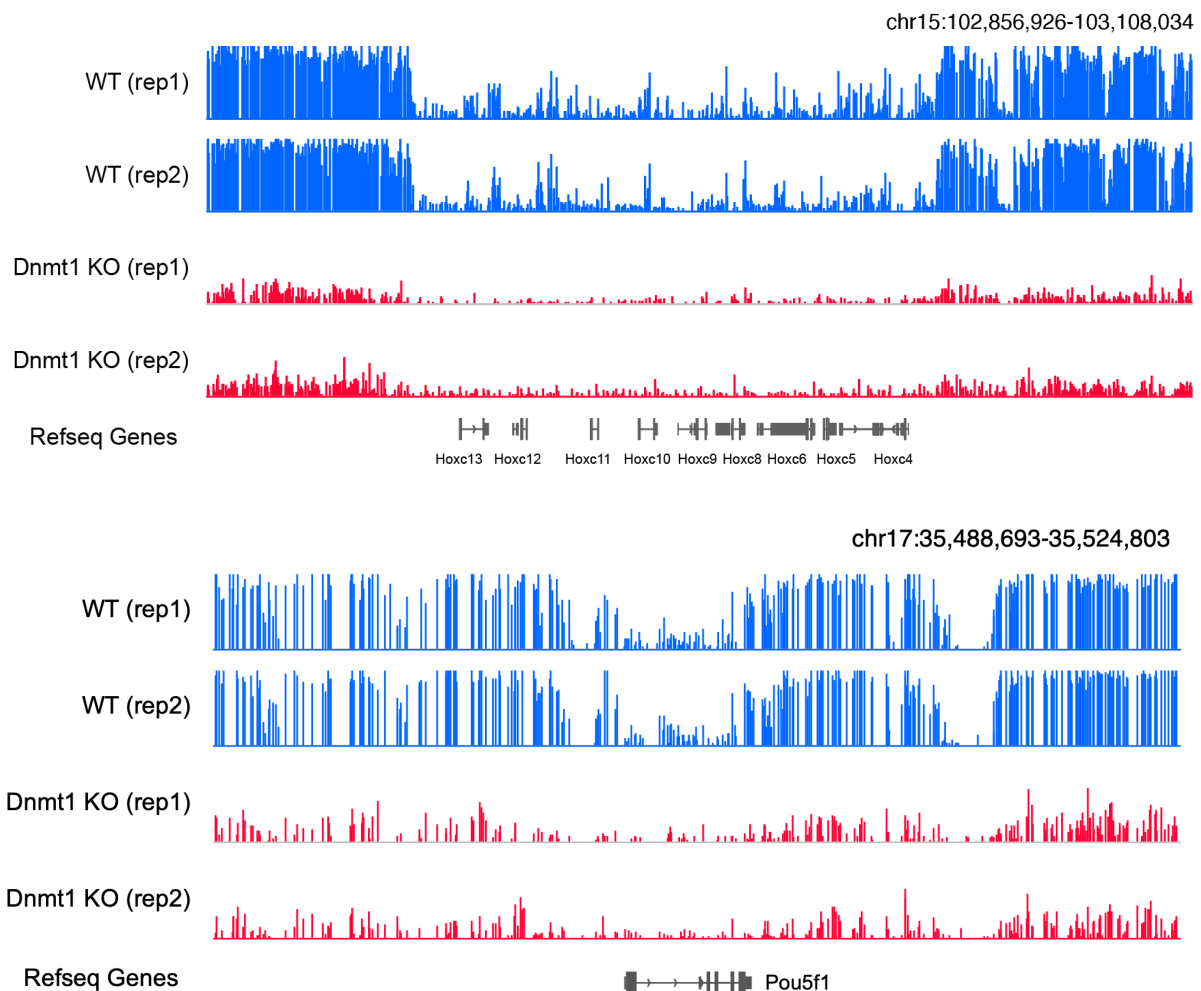 chr15:102,856,926-103,108,034
WT (rep1)
WT (rep2)
Dnmt1 KO (rep1)
Dnmt1 KO (rep2)
Refseq Genes
Hoxc13 Hoxc12 Hoxc11 Hoxc10 Hoxc9 Hoxc8 Hoxc6 Hoxc5 Hoxc4
chr17:35,488,693-35,524,803
WT (rep1)
WT (rep2)
Dnmt1 KO (rep1)
Dnmt1 KO (rep2)
Refseq Genes Pou5f1